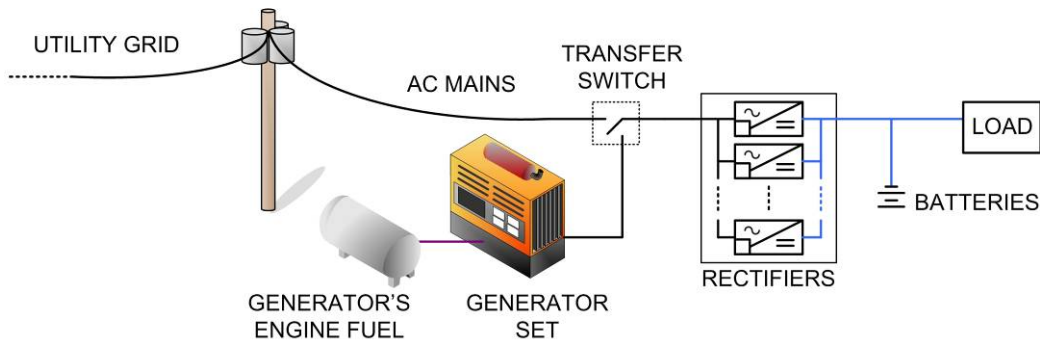 UTILITY GRID
AC MAINS
TRANSFER
SWITCH
LOAD
BATTERIES
RECTIFIERS
GENERATOR'S
ENGINE FUEL
GENERATOR
SET